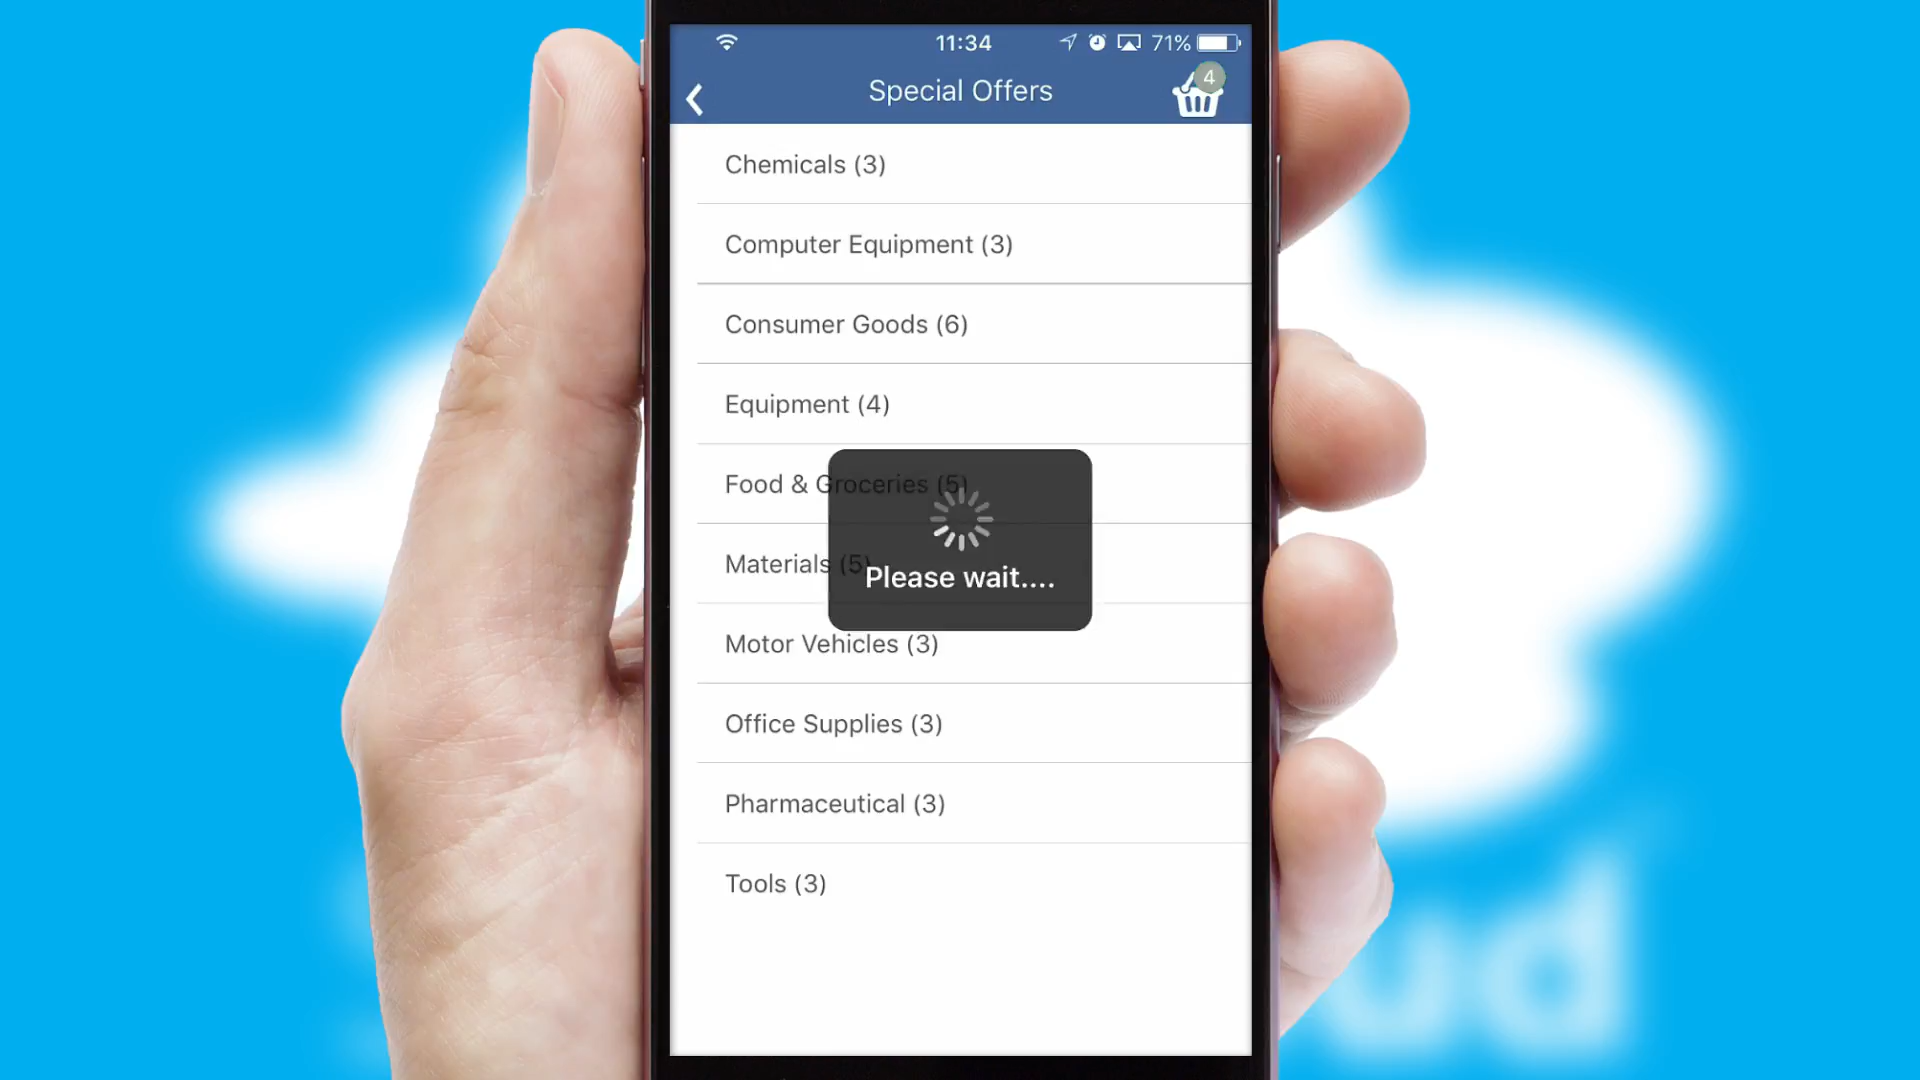 11:34
71%
Special Offers
4
Chemicals (3)
Computer Equipment (3)
Consumer Goods (6)
Equipment (4)
Food & Groceries (5)
Materials (5)
Please wait....
Motor Vehicles (3)
Office Supplies (3)
Pharmaceutical (3)
Tools (3)
ud